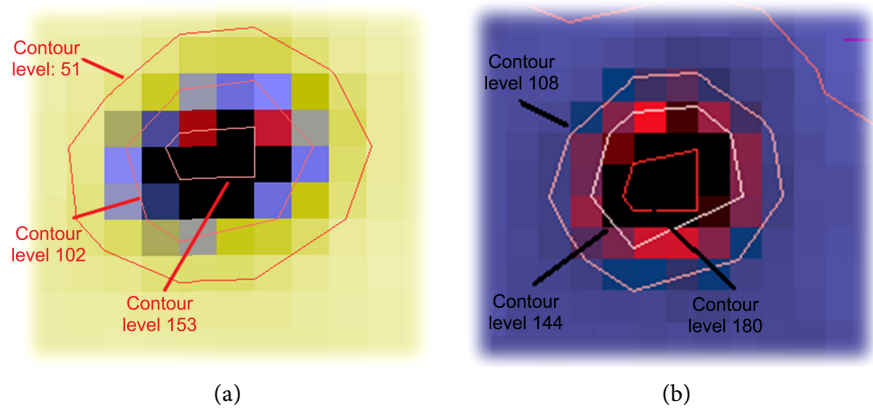 Contour
level: 51
Contour
level 102
Contour
level 153
(a)
Contour
level 108
Contour
level 144
Contour
level 180
(b)